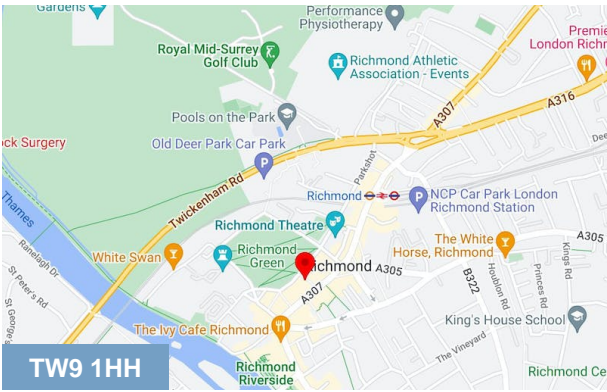 Gardens
Performance
Physiotherapy
Premie
London Richm
Royal Mid-Surrey
Golf Club
Richmond Athletic
Association - Events
A307
A316
Pools on the Park
ock Surgery
Old Deer Park Car Park
Parkshot
Dee
Twickenham Rd
Richmond
NCP Car Park London
Richmond Station
Thames
Richmond Theatre
Ranelagh Dr
White Swan
Richmond
Green
The White
Horse, Richmond
A305
Kings Rd
St Peter's Rd
Richmond
A305
Houblon Rd
Princes Rd
B322
A307
St George
The Ivy Cafe Richmond
King's House School
The Vineyard
Richmond
Riverside
Richmond Ce
TW9 1HH